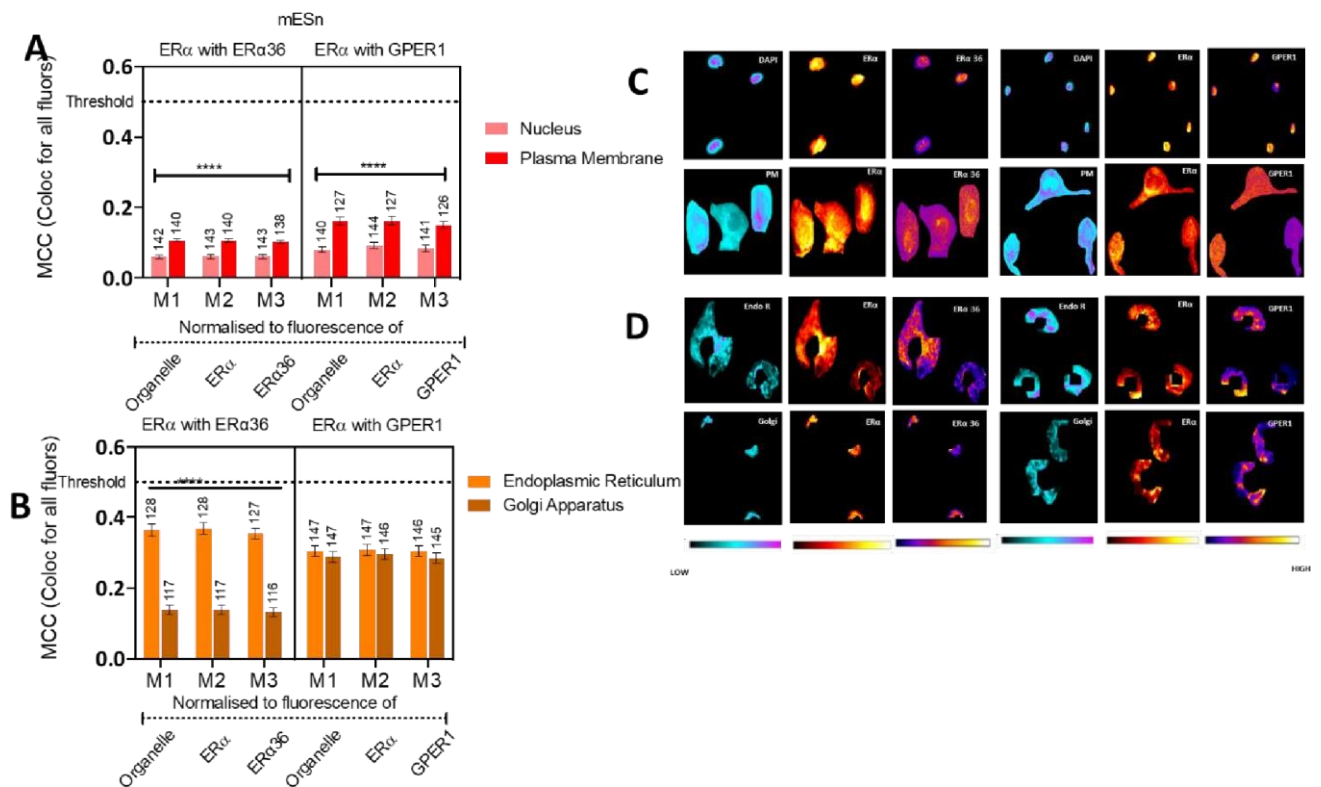 mESn
A
ERα with ERα36 ERα with GPER1
MCC (Coloc for all fluors)
0.6
Threshold
0.4
0.2
0.0
****
****
142 140 143 140 143 138 140 127 144 127 141 126
M1 M2 M3 M1 M2 M3
Nucleus
Plasma Membrane
Normalised to fluorescence of
Organelle ERα ERα36 Organelle ERα GPER1
B
ERα with ERα36 ERα with GPER1
MCC (Coloc for all fluors)
0.6
Threshold
0.4
0.2
0.0
****
128 117 128 117 127 116 147 147 147 146 146 145
M1 M2 M3 M1 M2 M3
Endoplasmic Reticulum
Golgi Apparatus
Normalised to fluorescence of
Organelle ERα ERα36 Organelle ERα GPER1
C
DAPI ERα ERα 36 DAPI ERα GPER1
PM ERα ERα 36 PM ERα GPER1
D
Endo R ERα ERα 36 Endo R ERα GPER1
Golgi ERα ERα 36 Golgi ERα GPER1
LOW HIGH